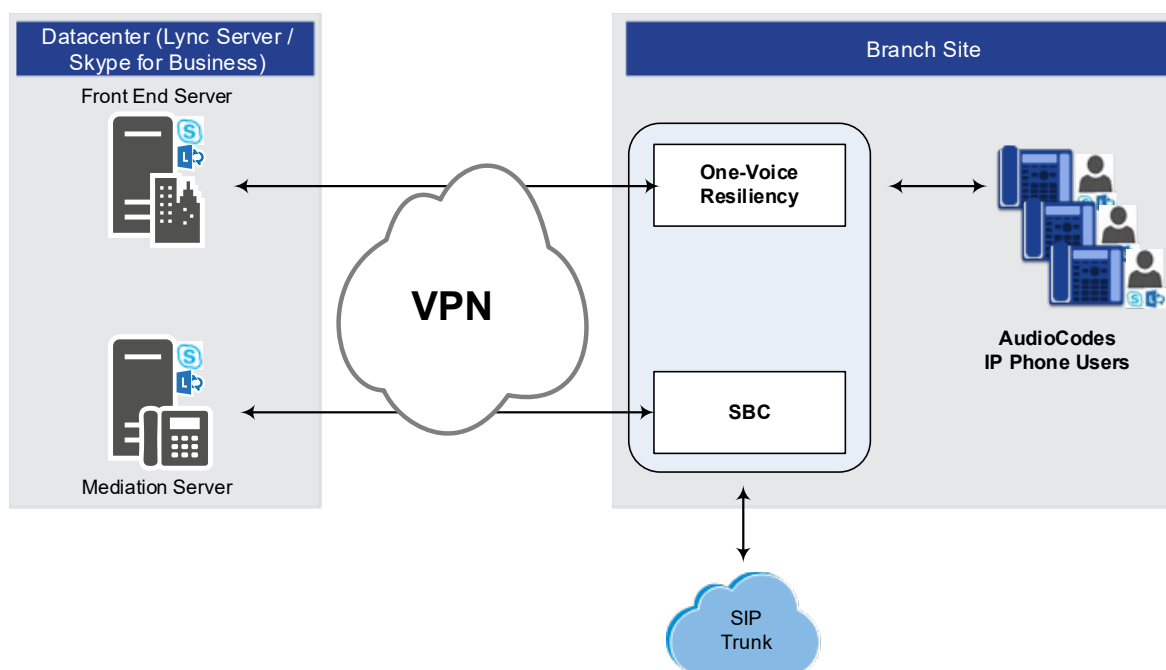 Datacenter (Lync Server /
Skype for Business)
Front End Server
Mediation Server
VPN
Branch Site
One-Voice
Resiliency
SBC
AudioCodes
IP Phone Users
SIP
Trunk